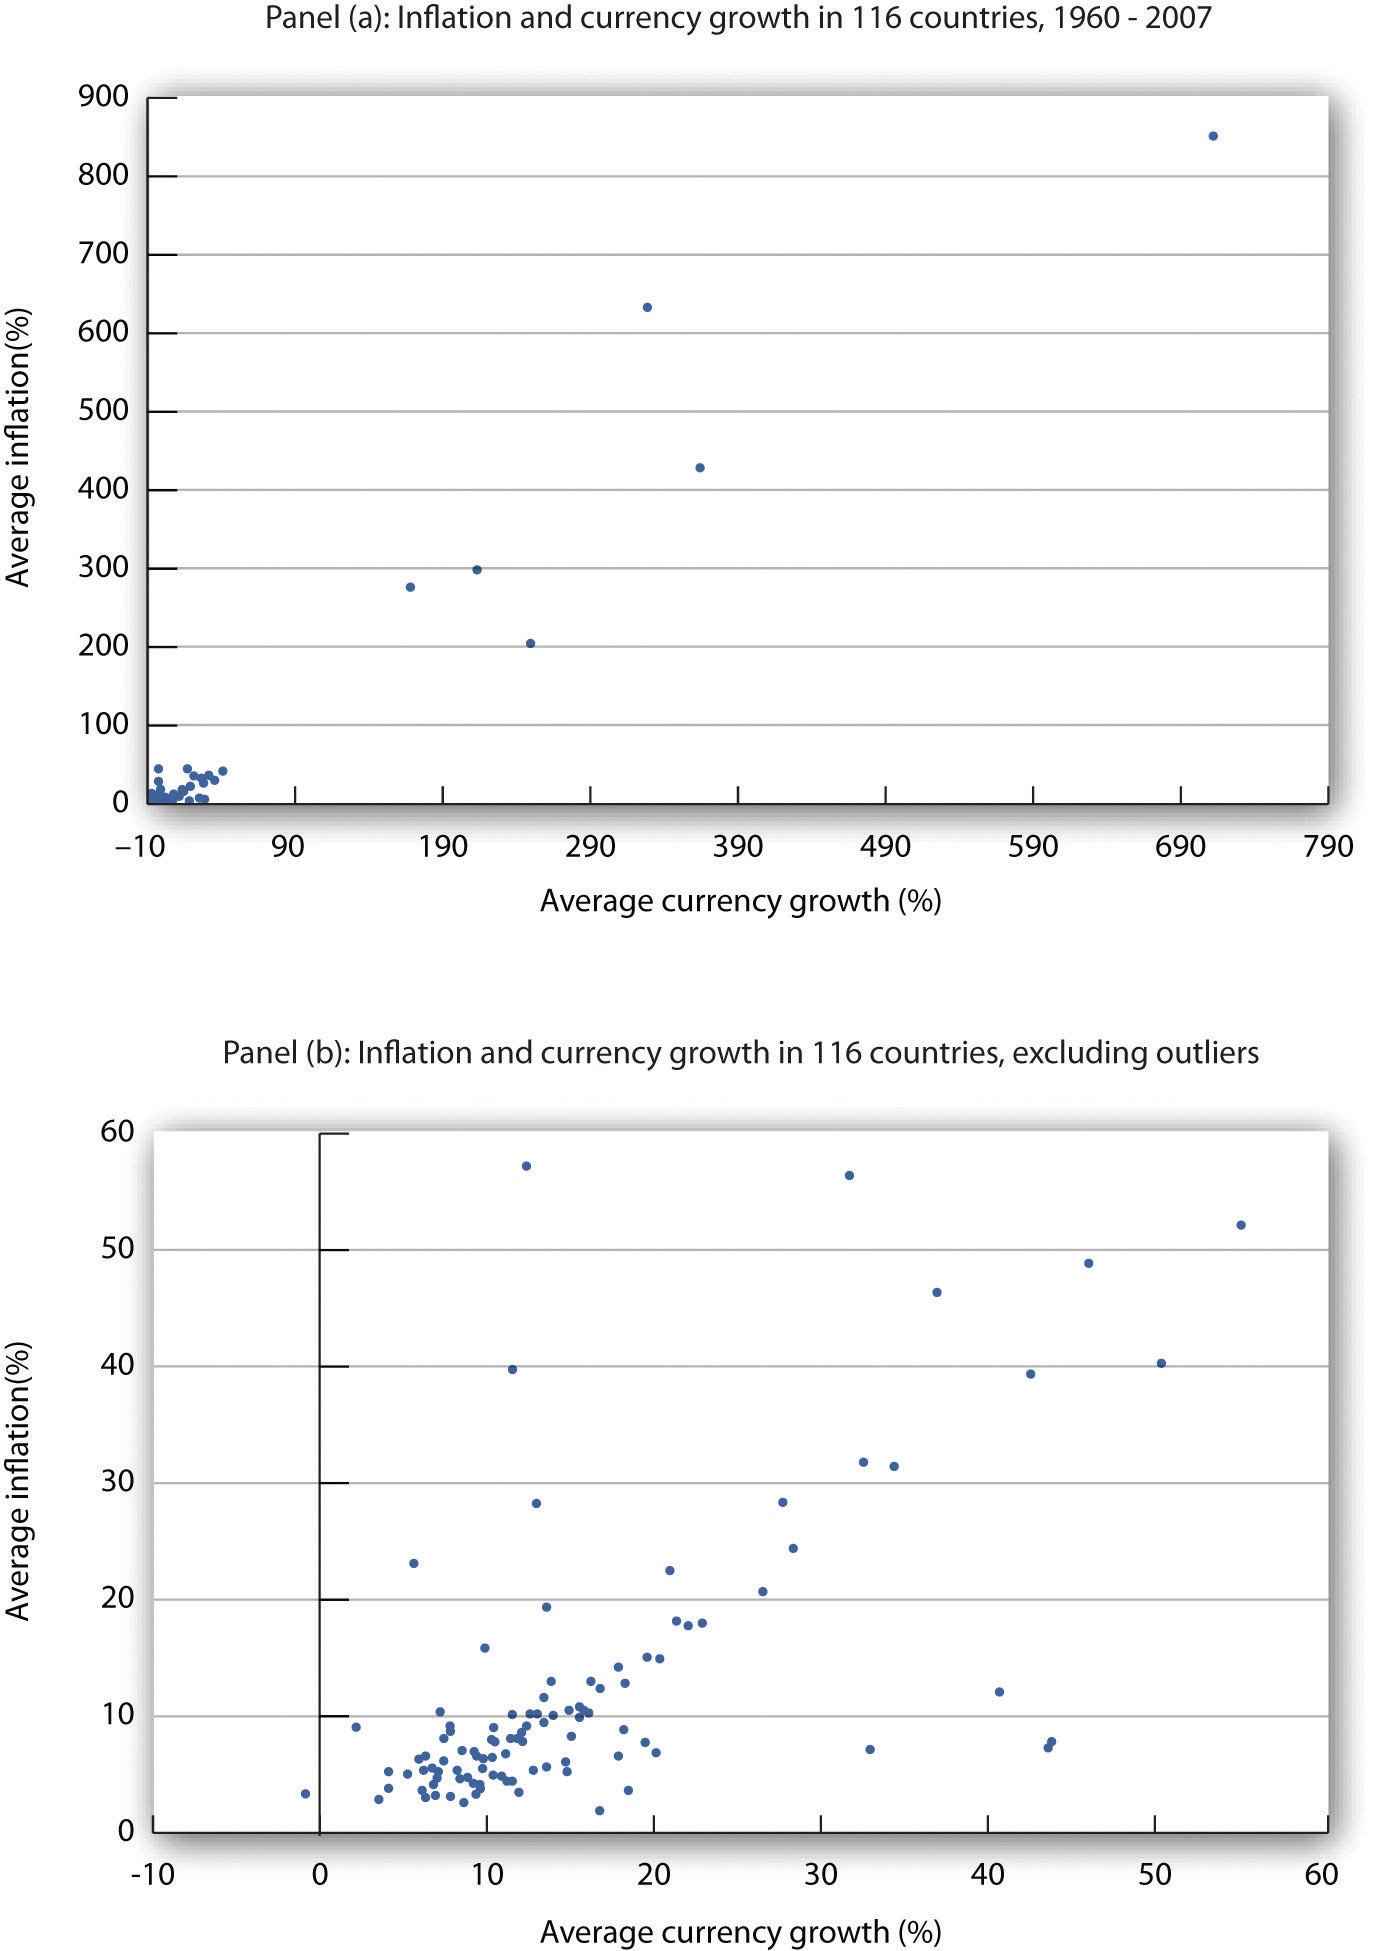 Panel (a): Inflation and currency growth in 116 countries, 1960 - 2007
900
800
700
600
500
400
300
200
100
0
Average inflation(%)
–10 90 190 290 390 490 590 690 790
Average currency growth (%)
Panel (b): Inflation and currency growth in 116 countries, excluding outliers
60
50
40
30
20
10
0
Average inflation(%)
-10 0 10 20 30 40 50 60
Average currency growth (%)